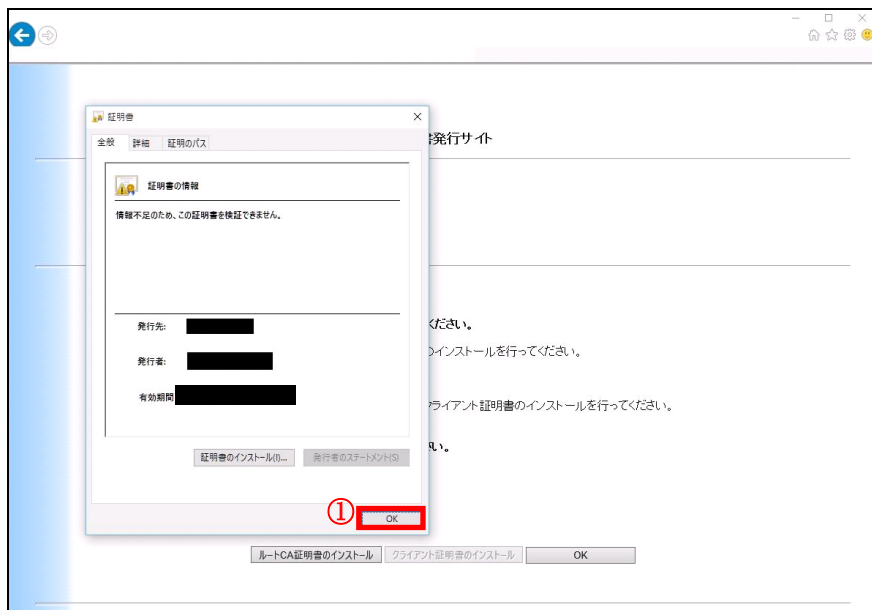 証明書
全般 詳細 証明のパス
証明書の情報
情報不足のため、この証明書を検証できません。
発行先:
発行者:
有効期間
証明書のインストール(I)... 発行者のステートメント(S)
①
OK
発行サイト
ください。
のインストールを行ってください。
クライアント証明書のインストールを行ってください。
い。
ルートCA証明書のインストール クライアント証明書のインストール OK